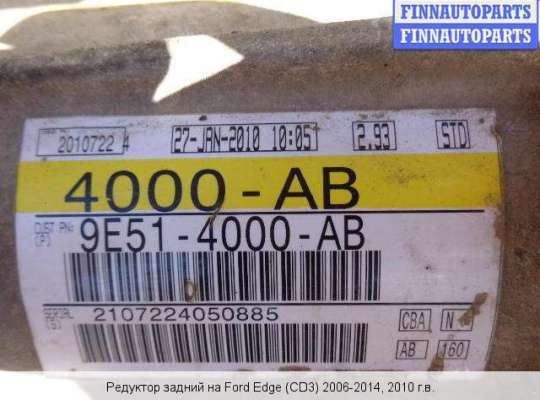 FINNAUTOPARTS
FINNAUTOPARTS
2010722 4 27-JAN-2010 10:05 2.93 STD
4000-AB
CUST PN:
(P) 9E51-4000-AB
SERIAL
(S) 2107224050885
CBA N
AB 160
Редуктор задний на Ford Edge (CD3) 2006-2014, 2010 г.в.